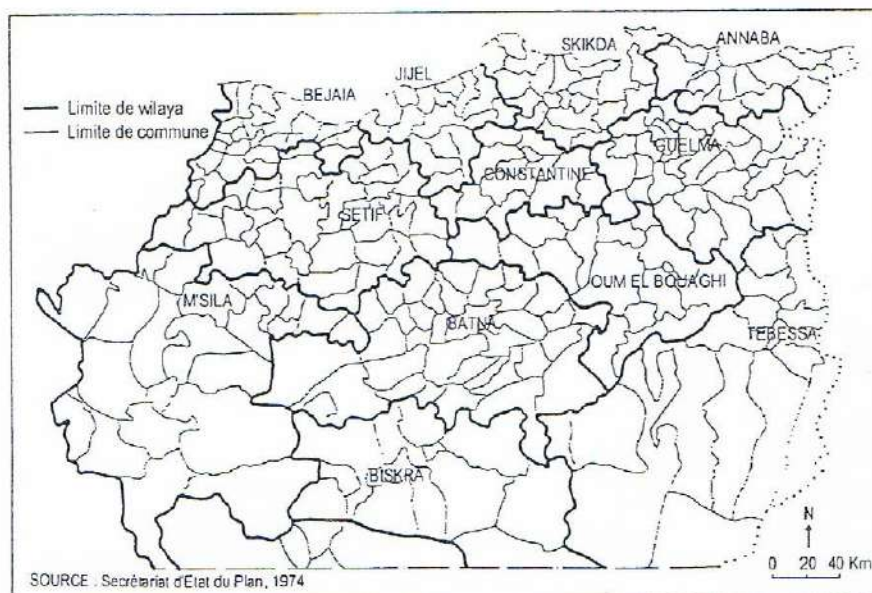 SKIKDA
ANNABA
JIJEL
BEJAIA
Limite de wilaya
Limite de commune
GUELMA
CONSTANTINE
SETIF
OUM EL BOUAGHI
M'SILA
BATNA
TEBESSA
BISKRA
N
0 20 40 Km
SOURCE : Secrétariat d'Etat du Plan, 1974